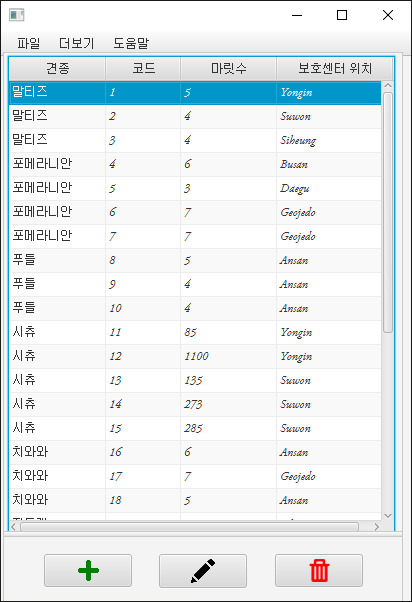 파일 더보기 도움말
견종 코드 마릿수 보호센터 위치
말티즈 1 5 Yongin
말티즈 2 4 Suwon
말티즈 3 4 Siheung
포메라니안 4 6 Busan
포메라니안 5 3 Daegu
포메라니안 6 7 Geojedo
포메라니안 7 7 Geojedo
푸들 8 5 Ansan
푸들 9 4 Ansan
푸들 10 4 Ansan
시츄 11 85 Yongin
시츄 12 1100 Yongin
시츄 13 135 Suwon
시츄 14 273 Suwon
시츄 15 285 Suwon
치와와 16 6 Ansan
치와와 17 7 Geojedo
치와와 18 5 Ansan